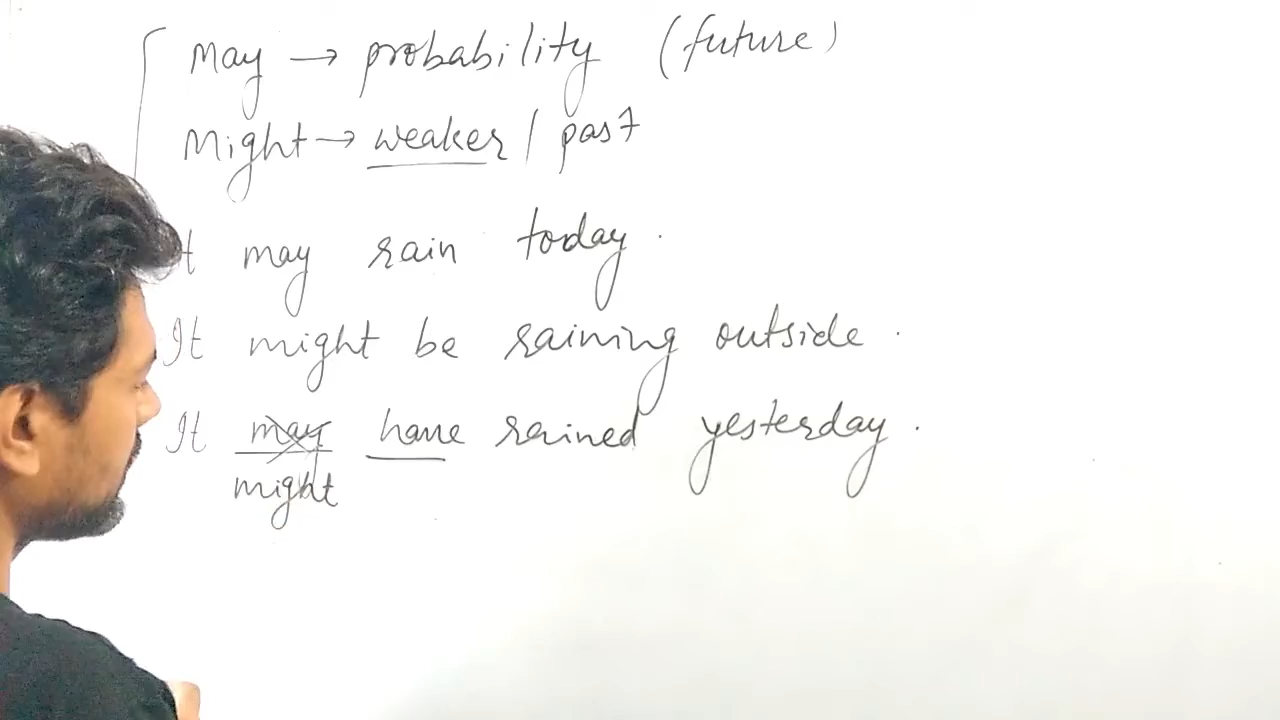 May → probability (future)
Might → weaker / past
It may rain today.
It might be raining outside.
It may have rained yesterday.
might